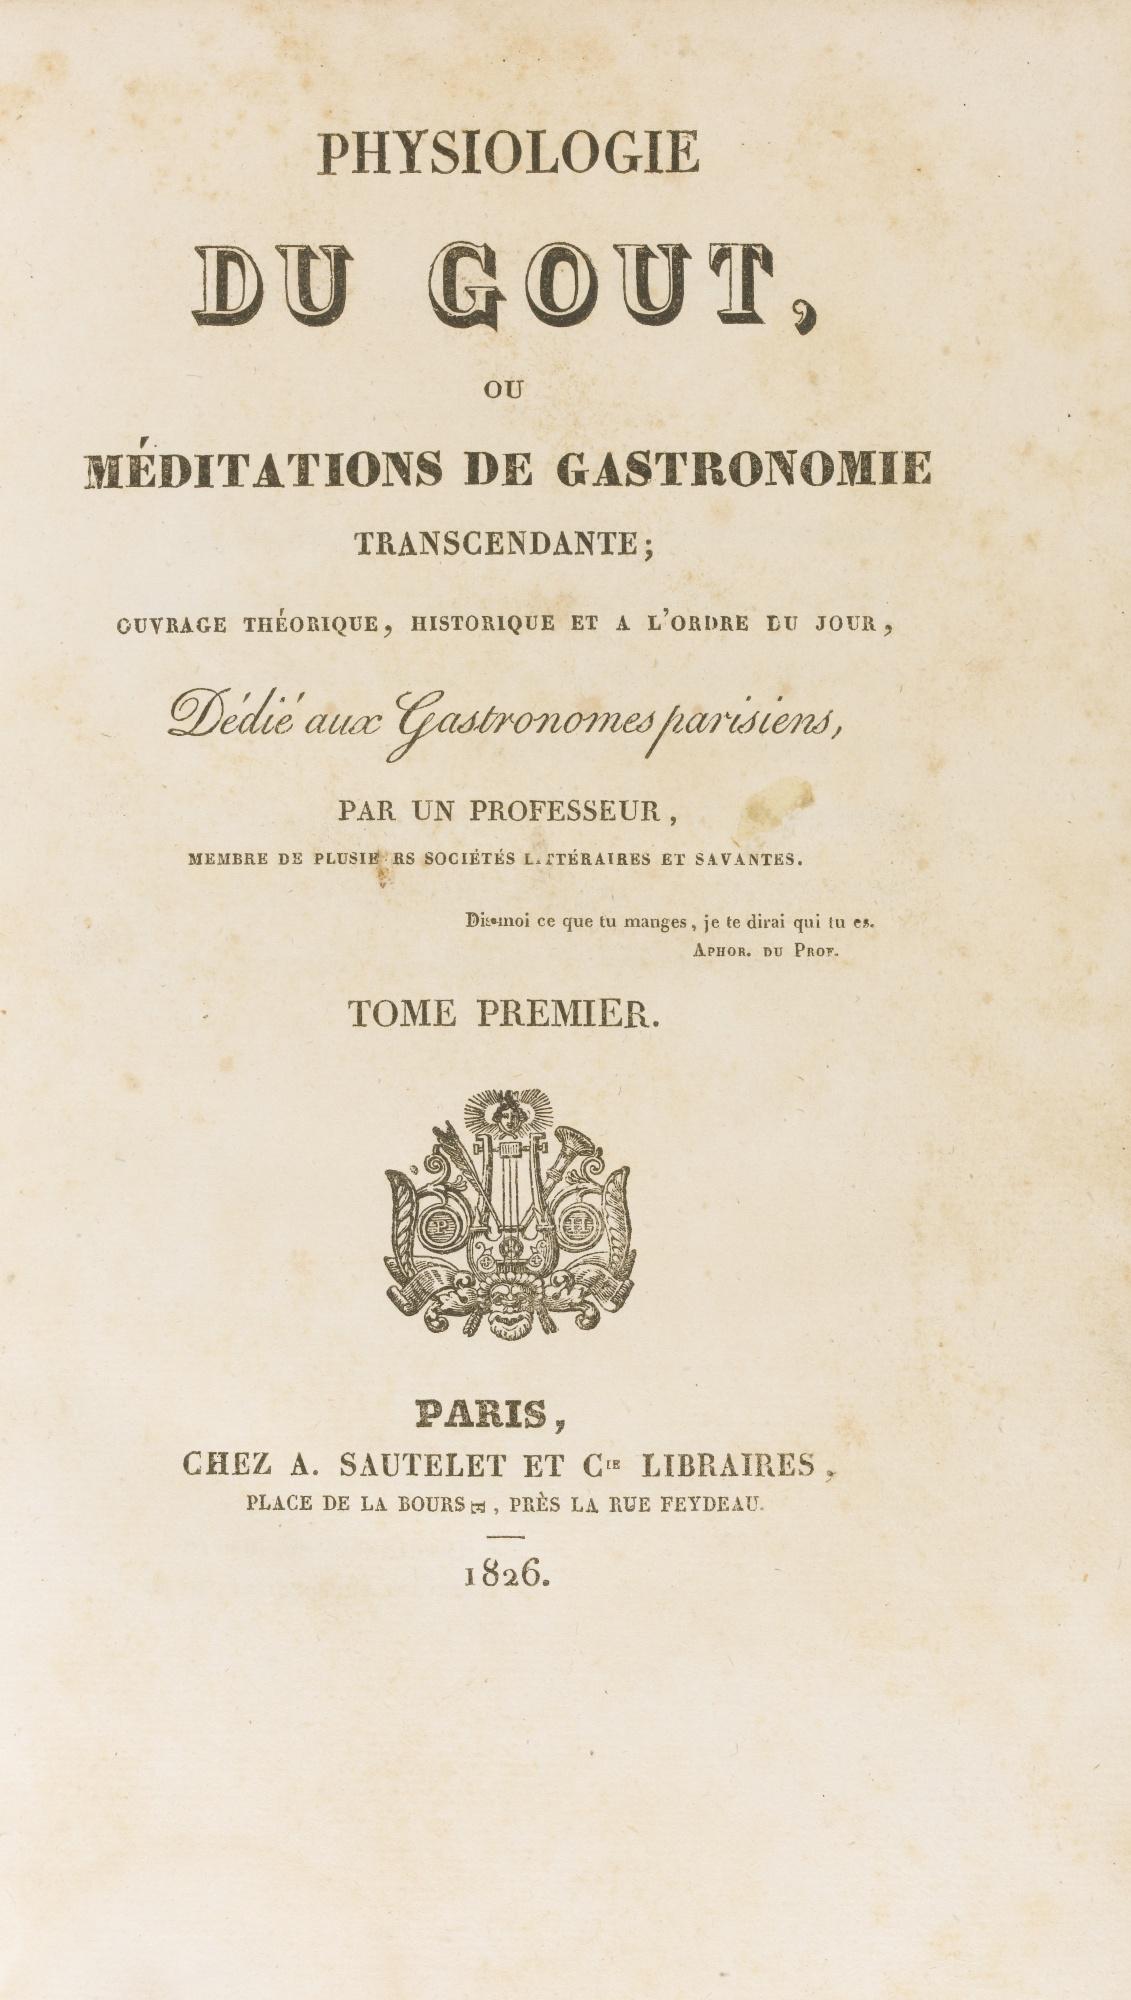 PHYSIOLOGIE
DU GOUT,
OU
MÉDITATIONS DE GASTRONOMIE
TRANSCENDANTE;
OUVRAGE THÉORIQUE, HISTORIQUE ET A L'ORDRE DU JOUR,
Dédié aux Gastronomes parisiens,
PAR UN PROFESSEUR,
MEMBRE DE PLUSIEURS SOCIÉTÉS LITTÉRAIRES ET SAVANTES.
Dis-moi ce que tu manges, je te dirai qui tu es.
APHOR. DU PROF.
TOME PREMIER.
P H
PARIS,
CHEZ A. SAUTELET ET CIE LIBRAIRES,
PLACE DE LA BOURSE, PRÈS LA RUE FEYDEAU.
1826.